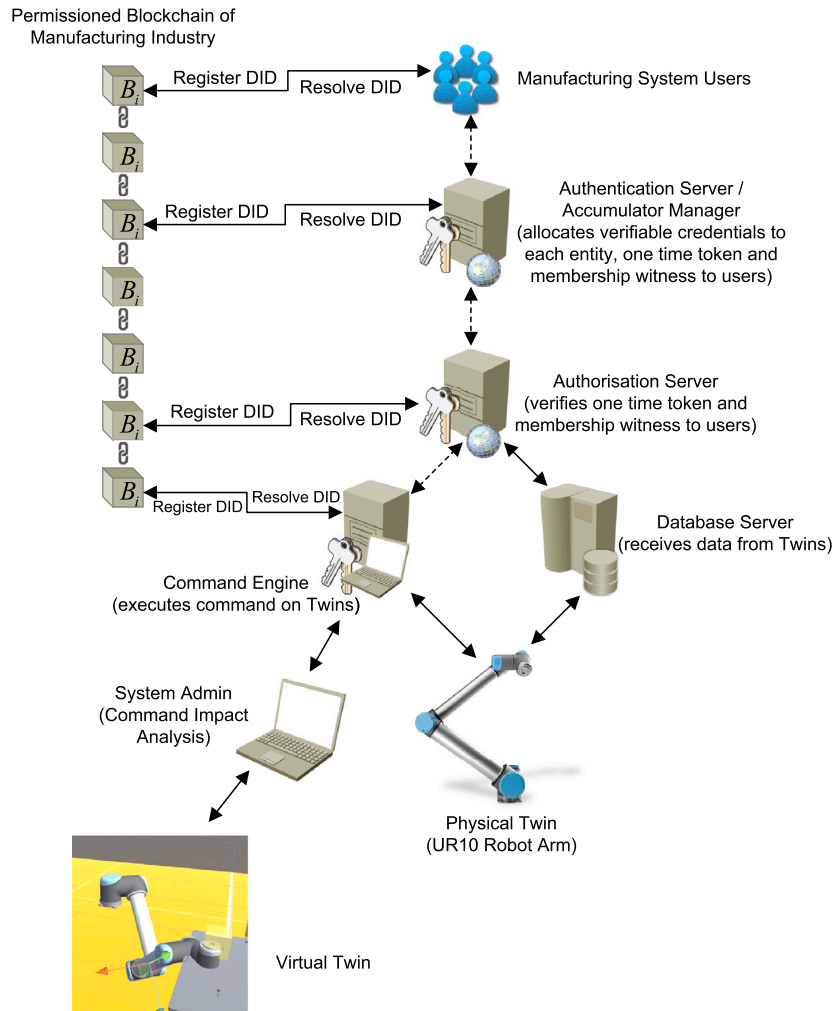 Permissioned Blockchain of
Manufacturing Industry
Register DID
Resolve DID
Manufacturing System Users
B_i
B_i
Authentication Server /
Accumulator Manager
(allocates verifiable credentials to
each entity, one time token and
membership witness to users)
Register DID
Resolve DID
B_i
B_i
B_i
Authorisation Server
(verifies one time token and
membership witness to users)
Register DID
Resolve DID
B_i
B_i
Resolve DID
Register DID
Database Server
(receives data from Twins)
Command Engine
(executes command on Twins)
System Admin
(Command Impact
Analysis)
Physical Twin
(UR10 Robot Arm)
Virtual Twin